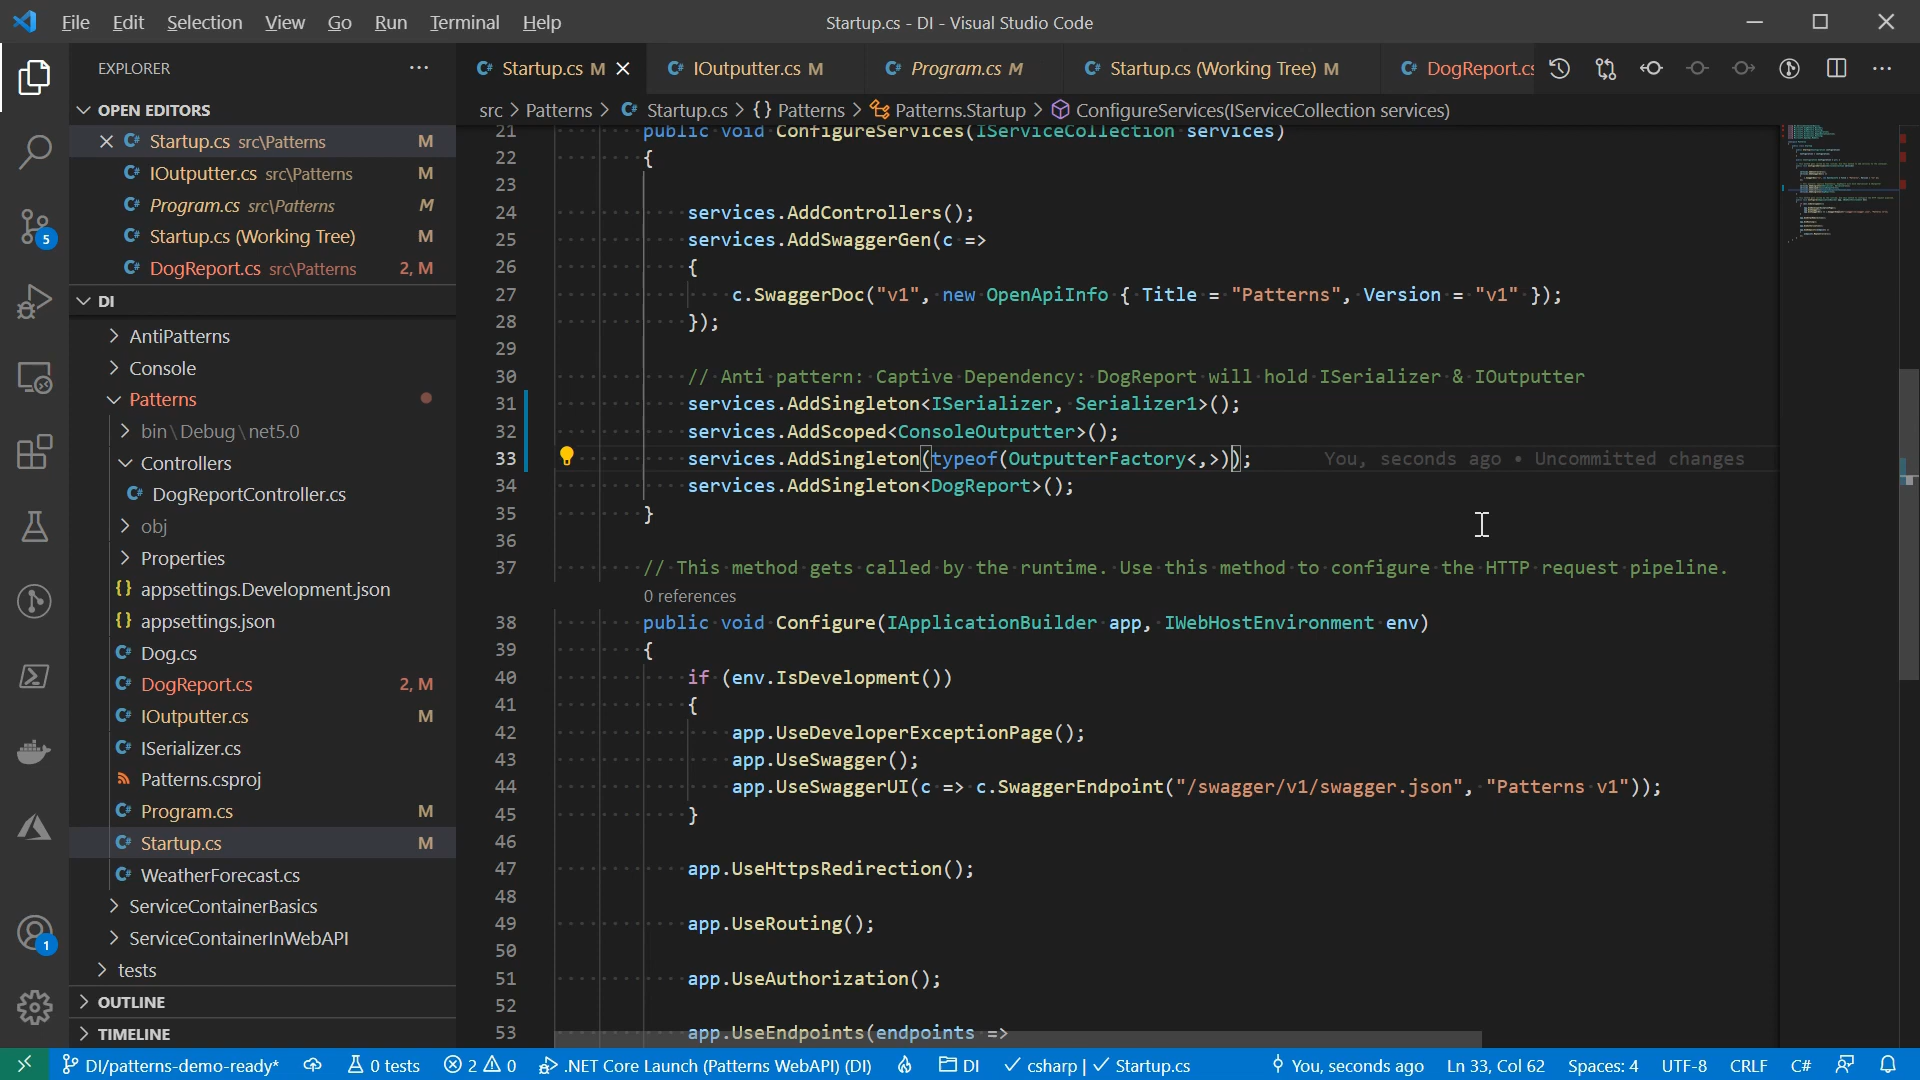 File Edit Selection View Go Run Terminal Help
Startup.cs - DI - Visual Studio Code
EXPLORER
OPEN EDITORS
Startup.cs src\Patterns M
IOutputter.cs src\Patterns M
Program.cs src\Patterns M
Startup.cs (Working Tree) M
DogReport.cs src\Patterns 2, M
DI
AntiPatterns
Console
Patterns
bin\Debug\net5.0
Controllers
DogReportController.cs
obj
Properties
appsettings.Development.json
appsettings.json
Dog.cs
DogReport.cs 2, M
IOutputter.cs M
ISerializer.cs
Patterns.csproj
Program.cs M
Startup.cs M
WeatherForecast.cs
ServiceContainerBasics
ServiceContainerInWebAPI
tests
OUTLINE
TIMELINE
5
1
Startup.cs M IOutputter.cs M Program.cs M Startup.cs (Working Tree) M DogReport.cs
src > Patterns > Startup.cs > {} Patterns > Patterns.Startup > ConfigureServices(IServiceCollection services)
21 public void ConfigureServices(IServiceCollection services)
22 {
23
24 services.AddControllers();
25 services.AddSwaggerGen(c =>
26 {
27 c.SwaggerDoc("v1", new OpenApiInfo { Title = "Patterns", Version = "v1" });
28 });
29
30 // Anti pattern: Captive Dependency: DogReport will hold ISerializer & IOutputter
31 services.AddSingleton<ISerializer, Serializer1>();
32 services.AddScoped<ConsoleOutputter>();
33 services.AddSingleton(typeof(OutputterFactory<,>)); You, seconds ago • Uncommitted changes
34 services.AddSingleton<DogReport>();
35 }
36
37 // This method gets called by the runtime. Use this method to configure the HTTP request pipeline.
0 references
38 public void Configure(IApplicationBuilder app, IWebHostEnvironment env)
39 {
40 if (env.IsDevelopment())
41 {
42 app.UseDeveloperExceptionPage();
43 app.UseSwagger();
44 app.UseSwaggerUI(c => c.SwaggerEndpoint("/swagger/v1/swagger.json", "Patterns v1"));
45 }
46
47 app.UseHttpsRedirection();
48
49 app.UseRouting();
50
51 app.UseAuthorization();
52
53 app.UseEndpoints(endpoints =>
DI/patterns-demo-ready* 0 tests 2 0 .NET Core Launch (Patterns WebAPI) (DI) DI csharp | Startup.cs You, seconds ago Ln 33, Col 62 Spaces: 4 UTF-8 CRLF C#